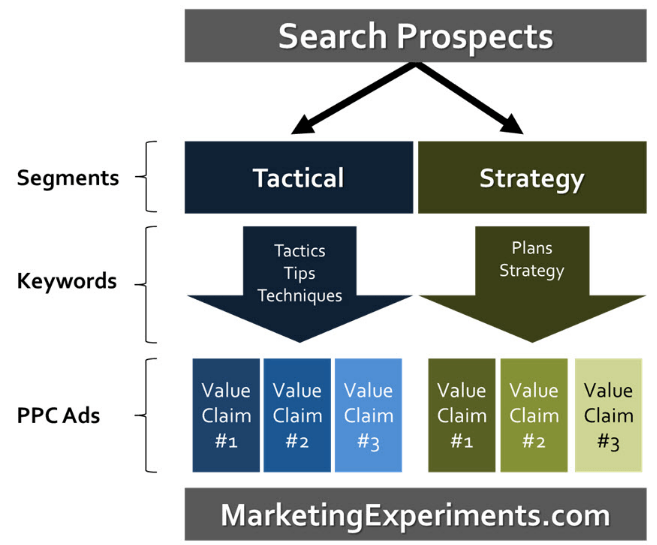 Search Prospects
Segments
Tactical
Strategy
Keywords
Tactics
Tips
Techniques
Plans
Strategy
PPC Ads
Value
Claim
#1
Value
Claim
#2
Value
Claim
#3
Value
Claim
#1
Value
Claim
#2
Value
Claim
#3
MarketingExperiments.com